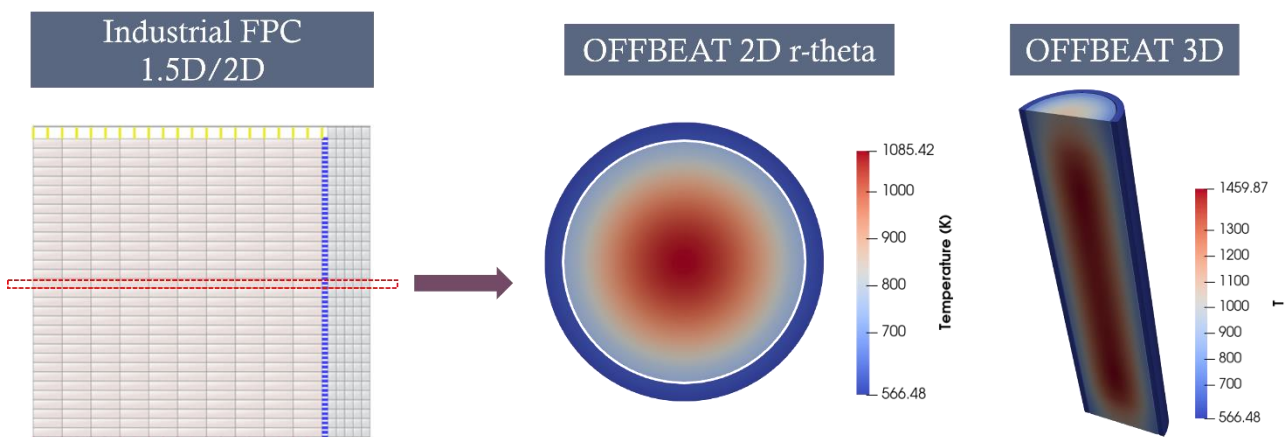 Industrial FPC
1.5D/2D
OFFBEAT 2D r-theta
1085.42
1000
900
800
700
566.48
Temperature (K)
OFFBEAT 3D
1459.87
1300
1200
1100
1000
900
800
700
566.48
T